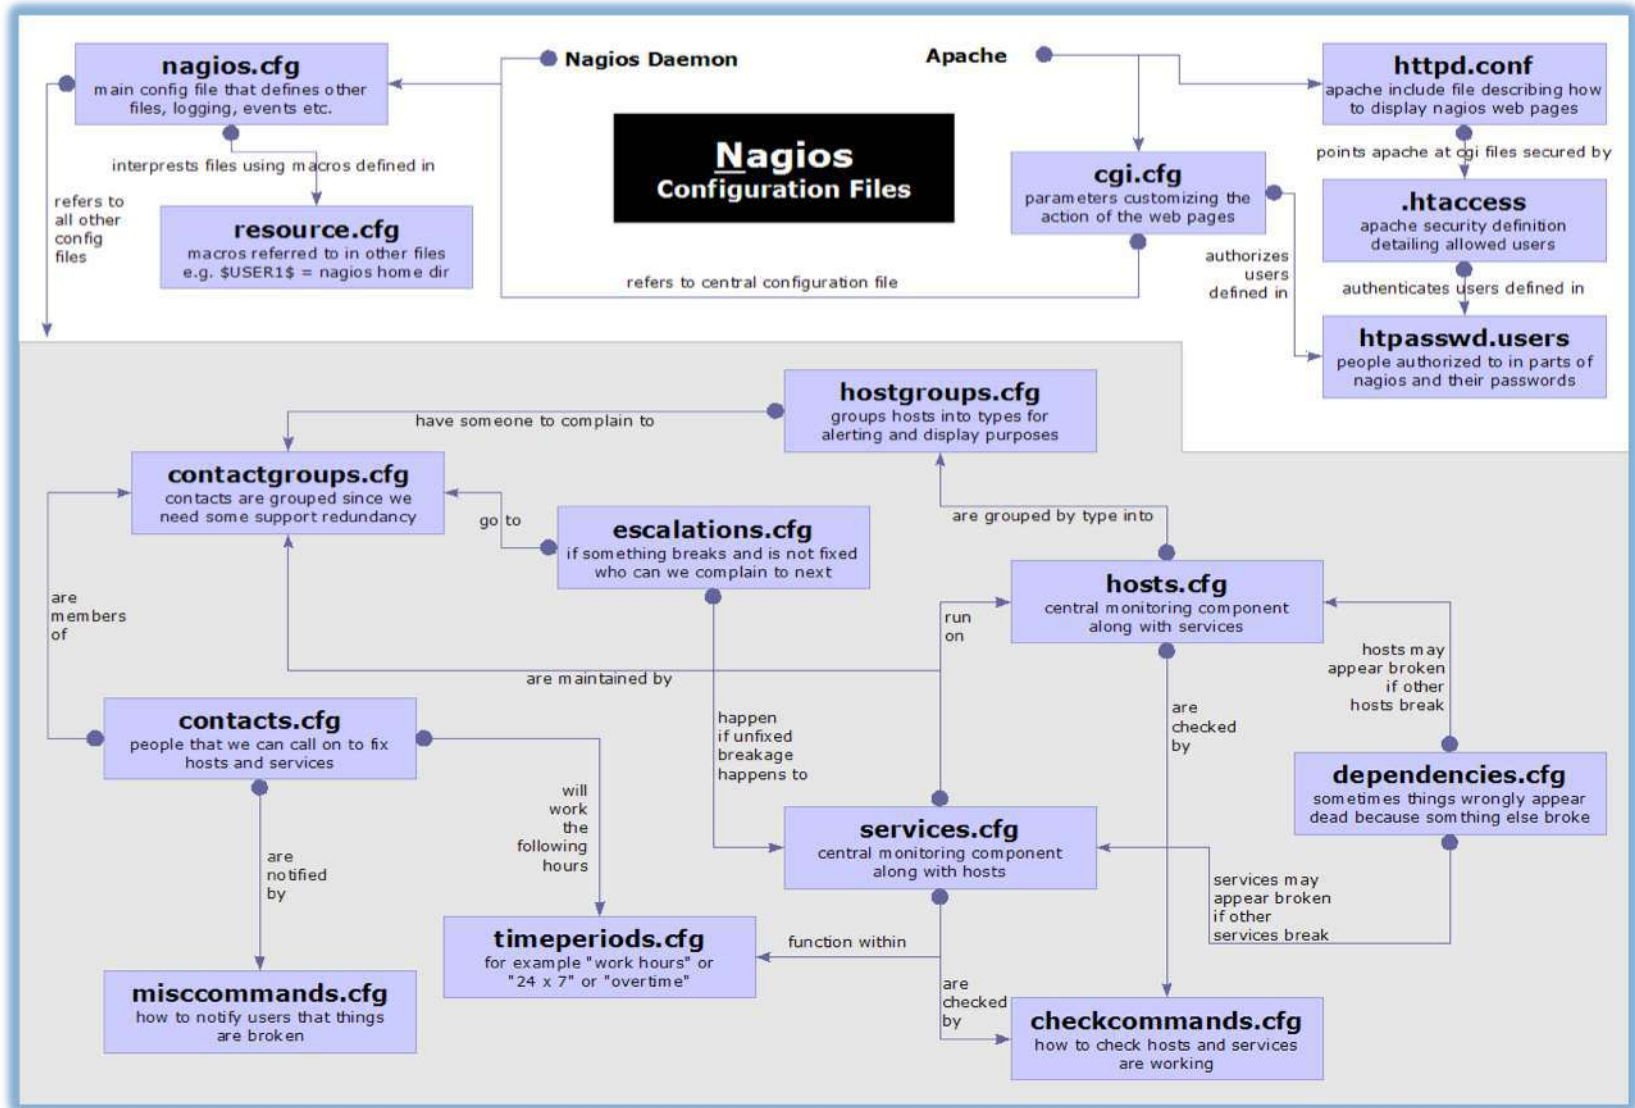 nagios.cfg
main config file that defines other
files, logging, events etc.
Nagios Daemon
Apache
httpd.conf
apache include file describing how
to display nagios web pages
Nagios
Configuration Files
interprests files using macros defined in
points apache at cgi files secured by
cgi.cfg
parameters customizing the
action of the web pages
refers to
all other
config
files
resource.cfg
macros referred to in other files
e.g. $USER1$ = nagios home dir
.htaccess
apache security definition
detailing allowed users
refers to central configuration file
authorizes
users
defined in
authenticates users defined in
htpasswd.users
people authorized to in parts of
nagios and their passwords
hostgroups.cfg
groups hosts into types for
alerting and display purposes
have someone to complain to
contactgroups.cfg
contacts are grouped since we
need some support redundancy
go to
escalations.cfg
if something breaks and is not fixed
who can we complain to next
are grouped by type into
hosts.cfg
central monitoring component
along with services
are
members
of
run
on
are maintained by
hosts may
appear broken
if other
hosts break
contacts.cfg
people that we can call on to fix
hosts and services
happen
if unfixed
breakage
happens to
are
checked
by
dependencies.cfg
sometimes things wrongly appear
dead because somthing else broke
will
work
the
following
hours
services.cfg
central monitoring component
along with hosts
are
notified
by
services may
appear broken
if other
services break
timeperiods.cfg
for example "work hours" or
"24 x 7" or "overtime"
function within
are
checked
by
misccommands.cfg
how to notify users that things
are broken
checkcommands.cfg
how to check hosts and services
are working